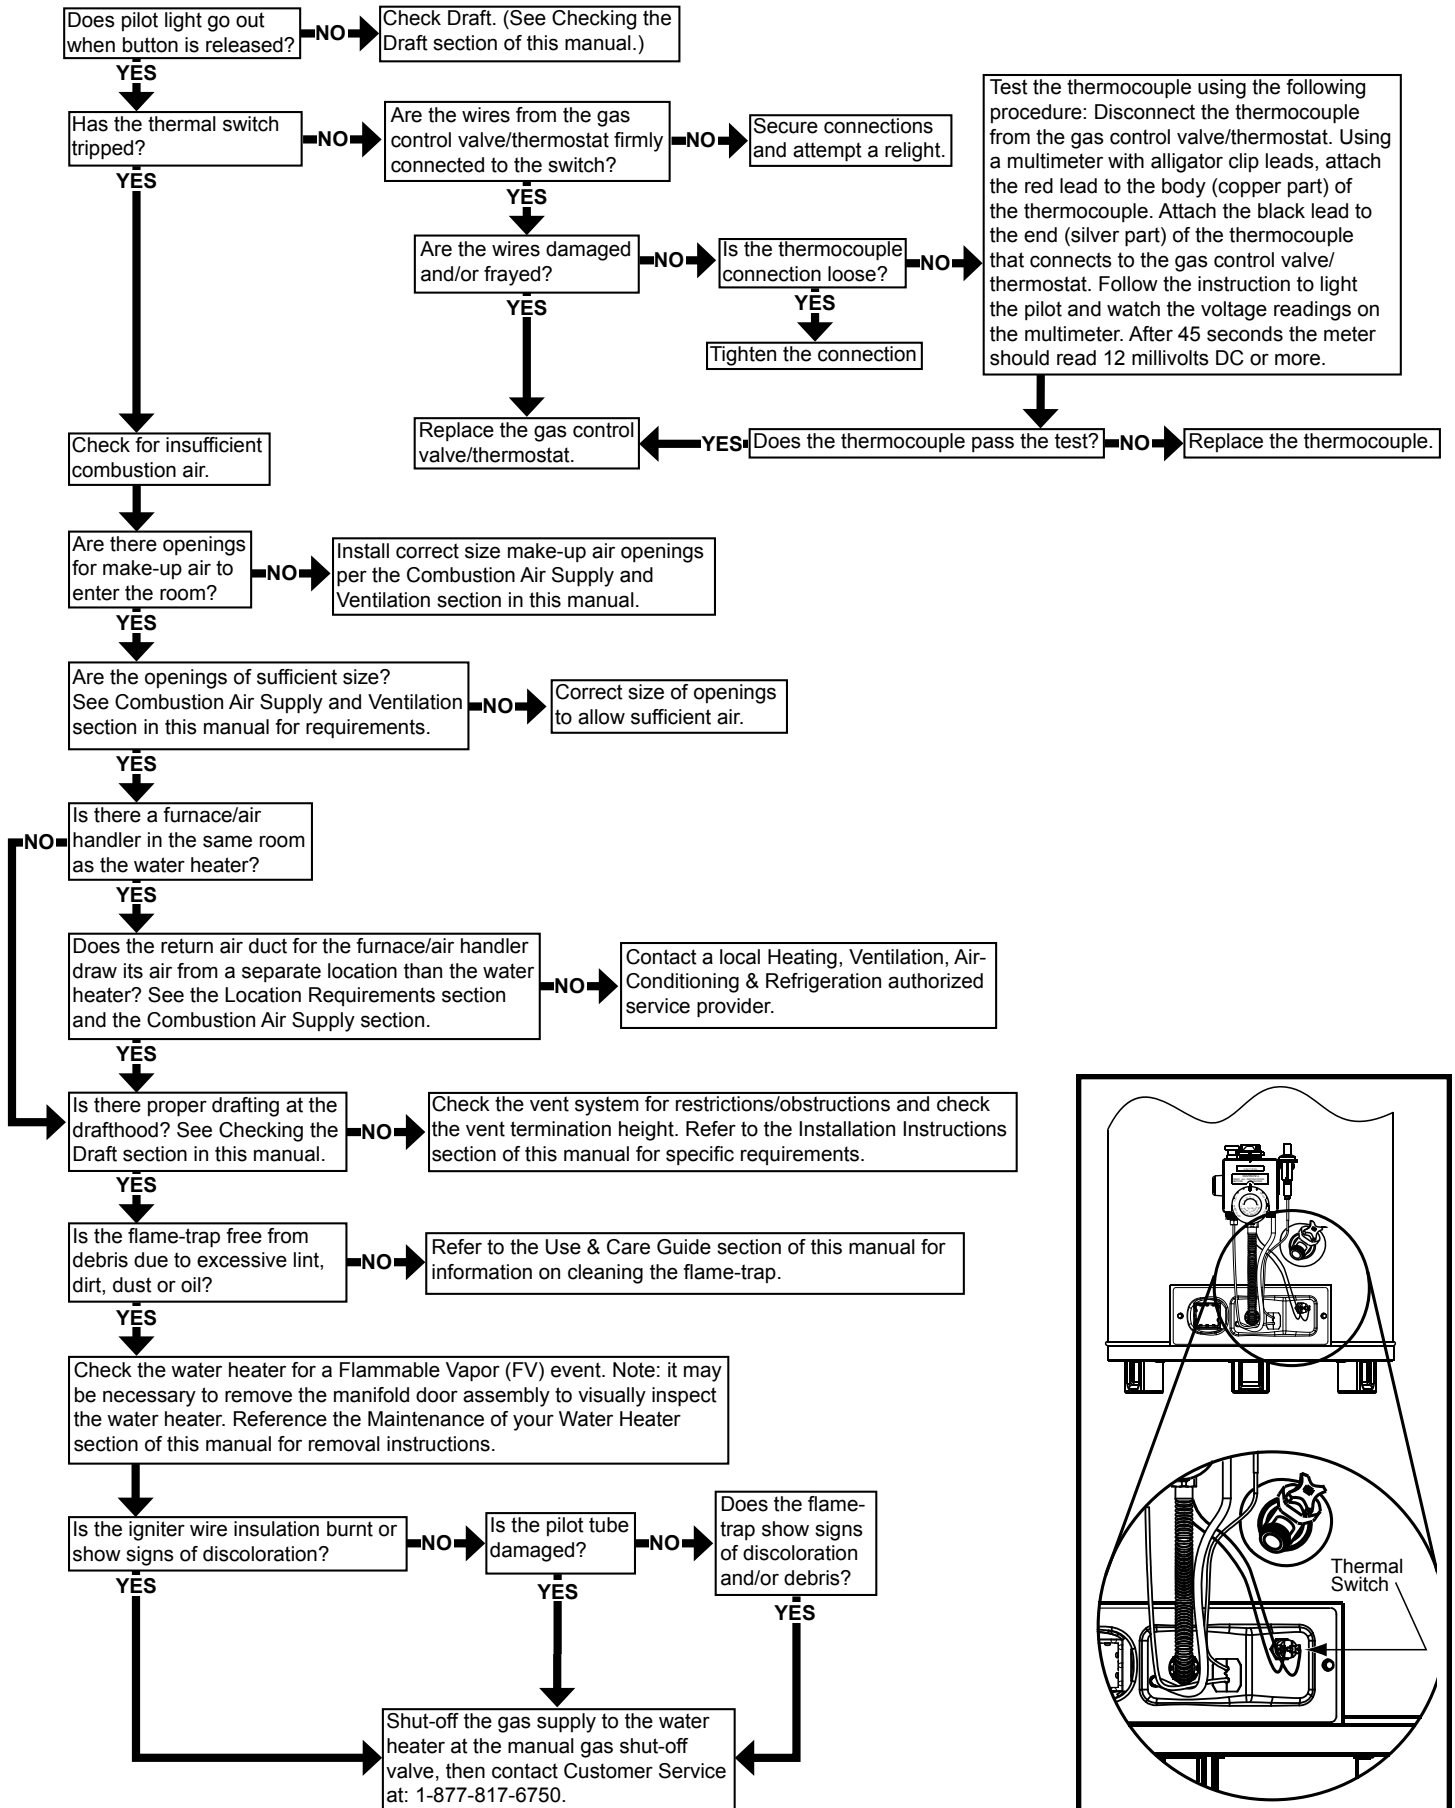 Does pilot light go out
when button is released?
NO
Check Draft. (See Checking the
Draft section of this manual.)
YES
Has the thermal switch
tripped?
NO
Are the wires from the gas
control valve/thermostat firmly
connected to the switch?
NO
Secure connections
and attempt a relight.
YES
Are the wires damaged
and/or frayed?
NO
Is the thermocouple
connection loose?
NO
Test the thermocouple using the following
procedure: Disconnect the thermocouple
from the gas control valve/thermostat. Using
a multimeter with alligator clip leads, attach
the red lead to the body (copper part) of
the thermocouple. Attach the black lead to
the end (silver part) of the thermocouple
that connects to the gas control valve/
thermostat. Follow the instruction to light
the pilot and watch the voltage readings on
the multimeter. After 45 seconds the meter
should read 12 millivolts DC or more.
YES
Tighten the connection
YES
Replace the gas control
valve/thermostat.
YES
Does the thermocouple pass the test?
NO
Replace the thermocouple.
YES
Check for insufficient
combustion air.
Are there openings
for make-up air to
enter the room?
NO
Install correct size make-up air openings
per the Combustion Air Supply and
Ventilation section in this manual.
YES
Are the openings of sufficient size?
See Combustion Air Supply and Ventilation
section in this manual for requirements.
NO
Correct size of openings
to allow sufficient air.
YES
Is there a furnace/air
handler in the same room
as the water heater?
NO
YES
Does the return air duct for the furnace/air handler
draw its air from a separate location than the water
heater? See the Location Requirements section
and the Combustion Air Supply section.
NO
Contact a local Heating, Ventilation, Air-
Conditioning & Refrigeration authorized
service provider.
YES
Is there proper drafting at the
drafthood? See Checking the
Draft section in this manual.
NO
Check the vent system for restrictions/obstructions and check
the vent termination height. Refer to the Installation Instructions
section of this manual for specific requirements.
YES
Is the flame-trap free from
debris due to excessive lint,
dirt, dust or oil?
NO
Refer to the Use & Care Guide section of this manual for
information on cleaning the flame-trap.
YES
Check the water heater for a Flammable Vapor (FV) event. Note: it may
be necessary to remove the manifold door assembly to visually inspect
the water heater. Reference the Maintenance of your Water Heater
section of this manual for removal instructions.
Is the igniter wire insulation burnt or
show signs of discoloration?
NO
Is the pilot tube
damaged?
NO
Does the flame-
trap show signs
of discoloration
and/or debris?
YES
YES
YES
Shut-off the gas supply to the water
heater at the manual gas shut-off
valve, then contact Customer Service
at: 1-877-817-6750.
Thermal
Switch